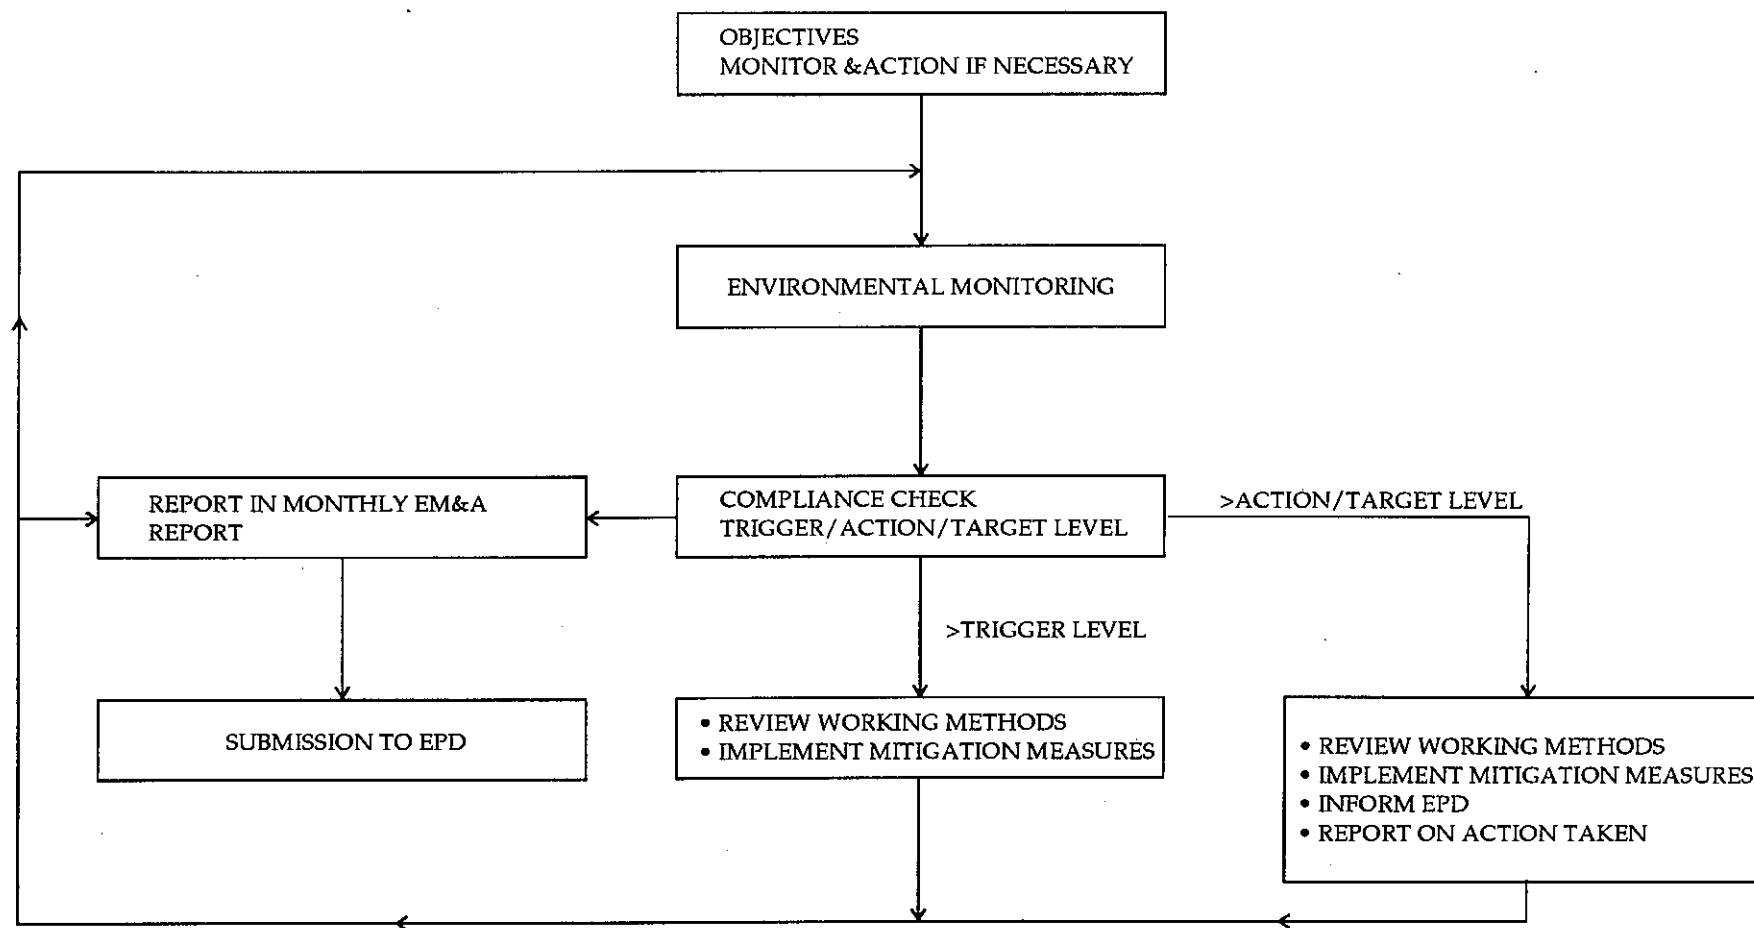 OBJECTIVES
MONITOR &ACTION IF NECESSARY
ENVIRONMENTAL MONITORING
REPORT IN MONTHLY EM&A
REPORT
COMPLIANCE CHECK
TRIGGER/ACTION/TARGET LEVEL
>ACTION/TARGET LEVEL
>TRIGGER LEVEL
SUBMISSION TO EPD
• REVIEW WORKING METHODS
• IMPLEMENT MITIGATION MEASURES
• REVIEW WORKING METHODS
• IMPLEMENT MITIGATION MEASURES
• INFORM EPD
• REPORT ON ACTION TAKEN